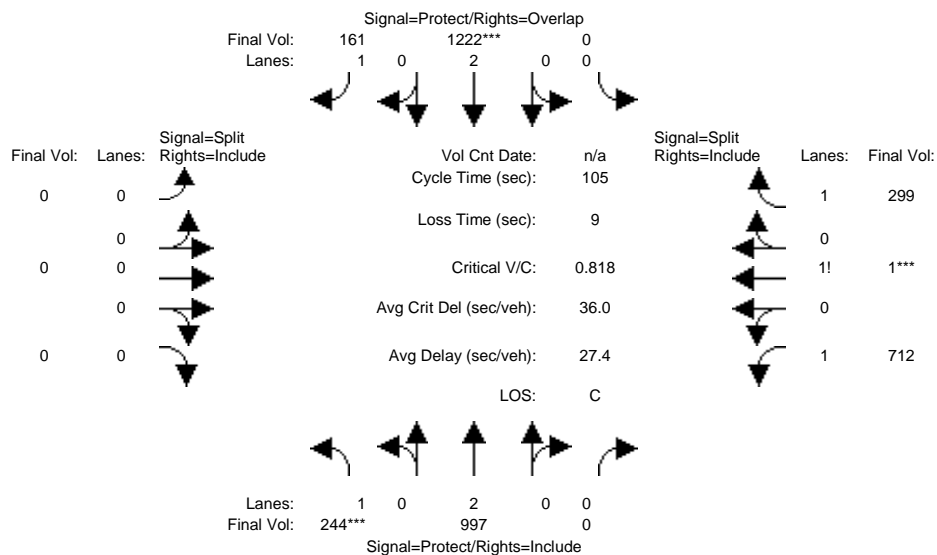 Signal=Protect/Rights=Overlap
Final Vol: 161 1222*** 0
Lanes: 1 0 2 0 0
Signal=Split
Final Vol: Lanes: Rights=Include
Vol Cnt Date: n/a
Signal=Split
Rights=Include Lanes: Final Vol:
Cycle Time (sec): 105
0 0
1 299
Loss Time (sec): 9
0
0
0 0
Critical V/C: 0.818
1! 1***
0
Avg Crit Del (sec/veh): 36.0
0
0 0
Avg Delay (sec/veh): 27.4
1 712
LOS: C
Lanes: 1 0 2 0 0
Final Vol: 244*** 997 0
Signal=Protect/Rights=Include